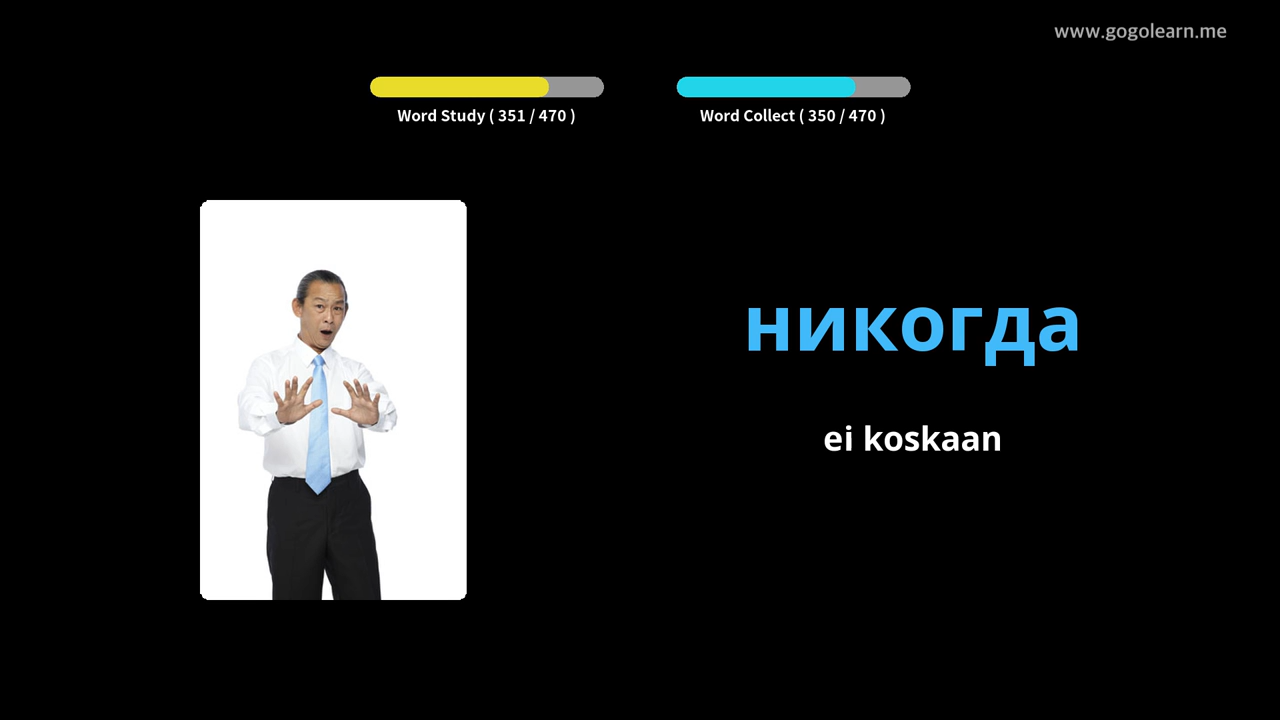 www.gogolearn.me
Word Study ( 351 / 470 )
Word Collect ( 350 / 470 )
никогда
ei koskaan